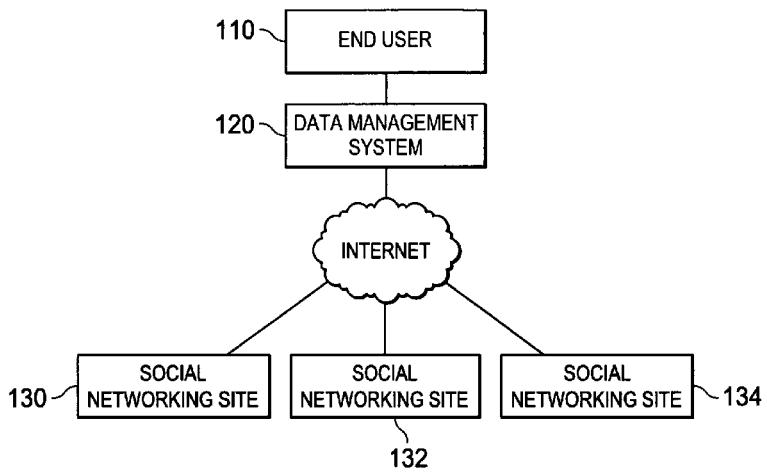 110
END USER
120
DATA MANAGEMENT
SYSTEM
INTERNET
130
SOCIAL
NETWORKING SITE
SOCIAL
NETWORKING SITE
132
SOCIAL
NETWORKING SITE
134